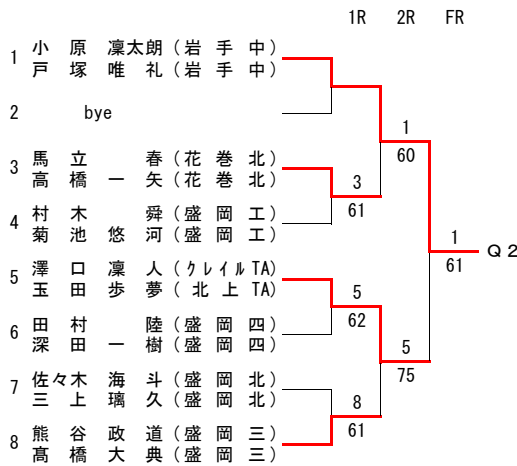 1R 2R FR
1 小原 凜太朗(岩手中)
戸塚 唯礼(岩手中)
2 bye
1
60
3 馬立 春(花巻北)
高橋 一矢(花巻北)
3
61
4 村木 舜(盛岡工)
菊池 悠河(盛岡工)
1
61
Q2
5 澤口 凜人(クレイルTA)
玉田 歩夢(北上TA)
5
62
6 田村 陸(盛岡四)
深田 一樹(盛岡四)
5
75
7 佐々木 海斗(盛岡北)
三上 璃久(盛岡北)
8
61
8 熊谷 政道(盛岡三)
髙橋 大典(盛岡三)